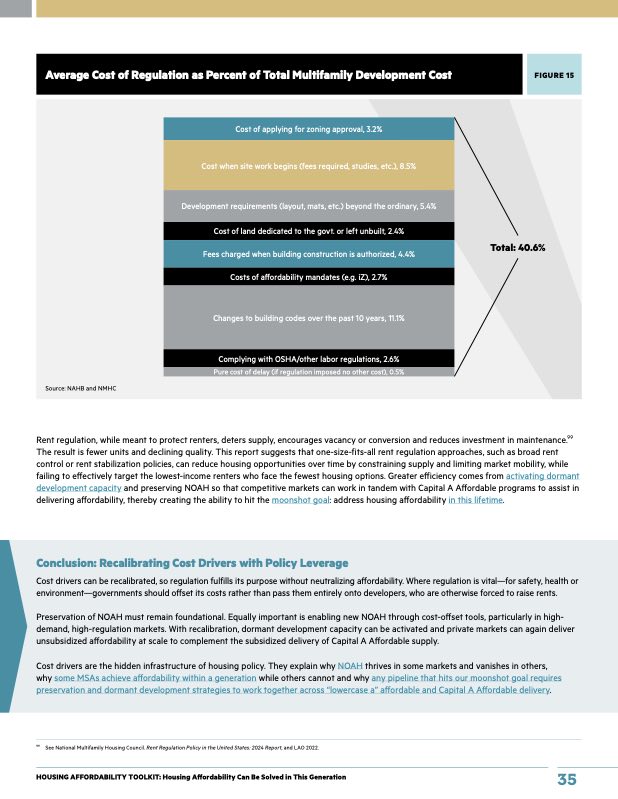 Average Cost of Regulation as Percent of Total Multifamily Development Cost
FIGURE 15
Cost of applying for zoning approval, 3.2%
Cost when site work begins (fees required, studies, etc.), 8.5%
Development requirements (layout, mats, etc.) beyond the ordinary, 5.4%
Cost of land dedicated to the govt. or left unbuilt, 2.4%
Fees charged when building construction is authorized, 4.4%
Costs of affordability mandates (e.g. iZ), 2.7%
Changes to building codes over the past 10 years, 11.1%
Complying with OSHA/other labor regulations, 2.6%
Pure cost of delay (if regulation imposed no other cost), 0.5%
Total: 40.6%
Source: NAHB and NMHC
Rent regulation, while meant to protect renters, deters supply, encourages vacancy or conversion and reduces investment in maintenance.⁹⁹
The result is fewer units and declining quality. This report suggests that one-size-fits-all rent regulation approaches, such as broad rent
control or rent stabilization policies, can reduce housing opportunities over time by constraining supply and limiting market mobility, while
failing to effectively target the lowest-income renters who face the fewest housing options. Greater efficiency comes from activating dormant
development capacity and preserving NOAH so that competitive markets can work in tandem with Capital A Affordable programs to assist in
delivering affordability, thereby creating the ability to hit the moonshot goal: address housing affordability in this lifetime.
Conclusion: Recalibrating Cost Drivers with Policy Leverage
Cost drivers can be recalibrated, so regulation fulfills its purpose without neutralizing affordability. Where regulation is vital—for safety, health or
environment—governments should offset its costs rather than pass them entirely onto developers, who are otherwise forced to raise rents.
Preservation of NOAH must remain foundational. Equally important is enabling new NOAH through cost-offset tools, particularly in high-
demand, high-regulation markets. With recalibration, dormant development capacity can be activated and private markets can again deliver
unsubsidized affordability at scale to complement the subsidized delivery of Capital A Affordable supply.
Cost drivers are the hidden infrastructure of housing policy. They explain why NOAH thrives in some markets and vanishes in others,
why some MSAs achieve affordability within a generation while others cannot and why any pipeline that hits our moonshot goal requires
preservation and dormant development strategies to work together across "lowercase a" affordable and Capital A Affordable delivery.
⁹⁹ See National Multifamily Housing Council, Rent Regulation Policy in the United States: 2024 Report, and LAO 2022.
HOUSING AFFORDABILITY TOOLKIT: Housing Affordability Can Be Solved in This Generation
35